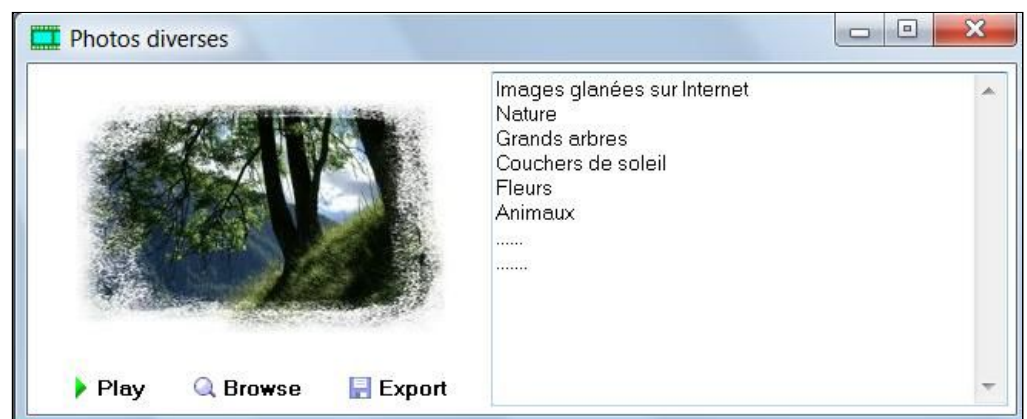 Photos diverses
Images glanées sur Internet
Nature
Grands arbres
Couchers de soleil
Fleurs
Animaux
......
.......
Play Browse Export